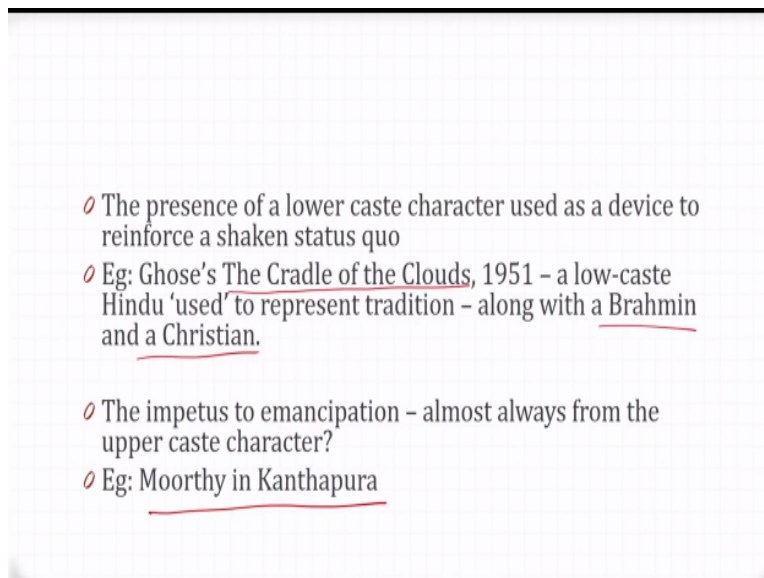 The presence of a lower caste character used as a device to
reinforce a shaken status quo
Eg: Ghose’s The Cradle of the Clouds, 1951 – a low-caste
Hindu ‘used’ to represent tradition – along with a Brahmin
and a Christian.
The impetus to emancipation – almost always from the
upper caste character?
Eg: Moorthy in Kanthapura